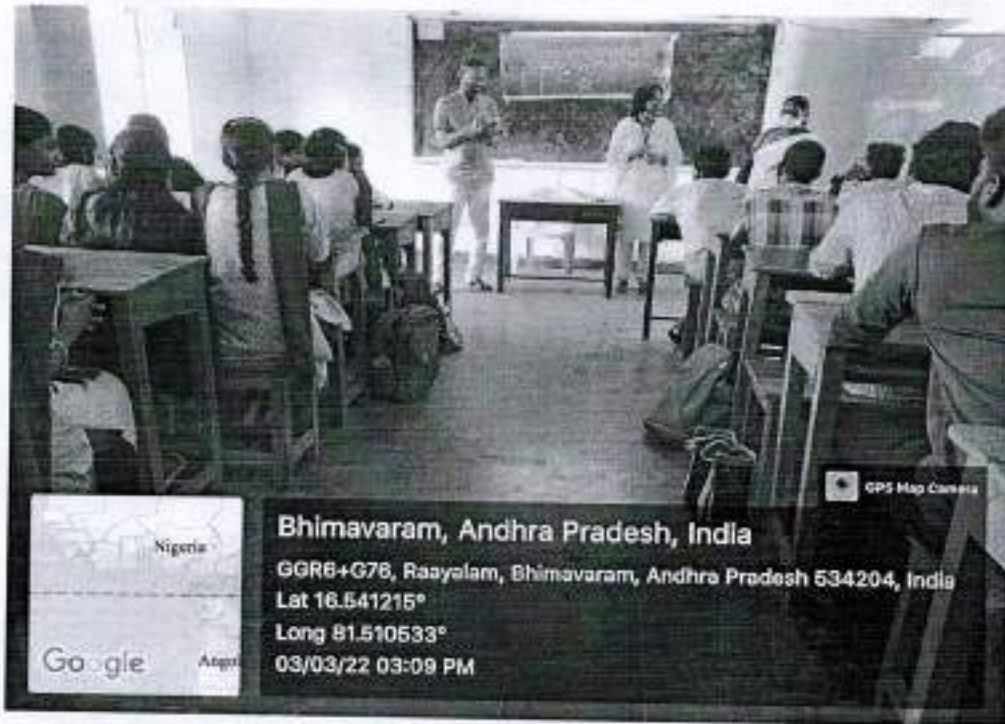 GPS Map Camera
Nigeria
Google
Bhimavaram, Andhra Pradesh, India
GGR6+G76, Raayalam, Bhimavaram, Andhra Pradesh 534204, India
Lat 16.541215°
Long 81.510533°
03/03/22 03:09 PM